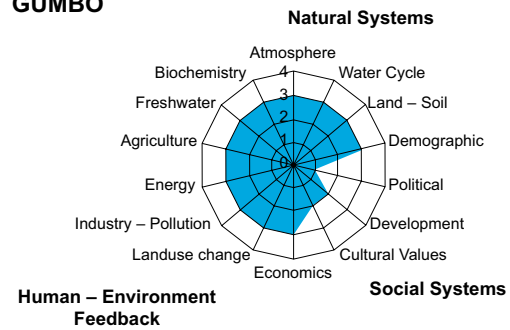 GUMBO
Natural Systems
Atmosphere
Biochemistry
Water Cycle
Freshwater
Land – Soil
Agriculture
Demographic
Energy
Political
Industry – Pollution
Development
Landuse change
Cultural Values
Economics
4
3
2
1
0
Human – Environment
Feedback
Social Systems